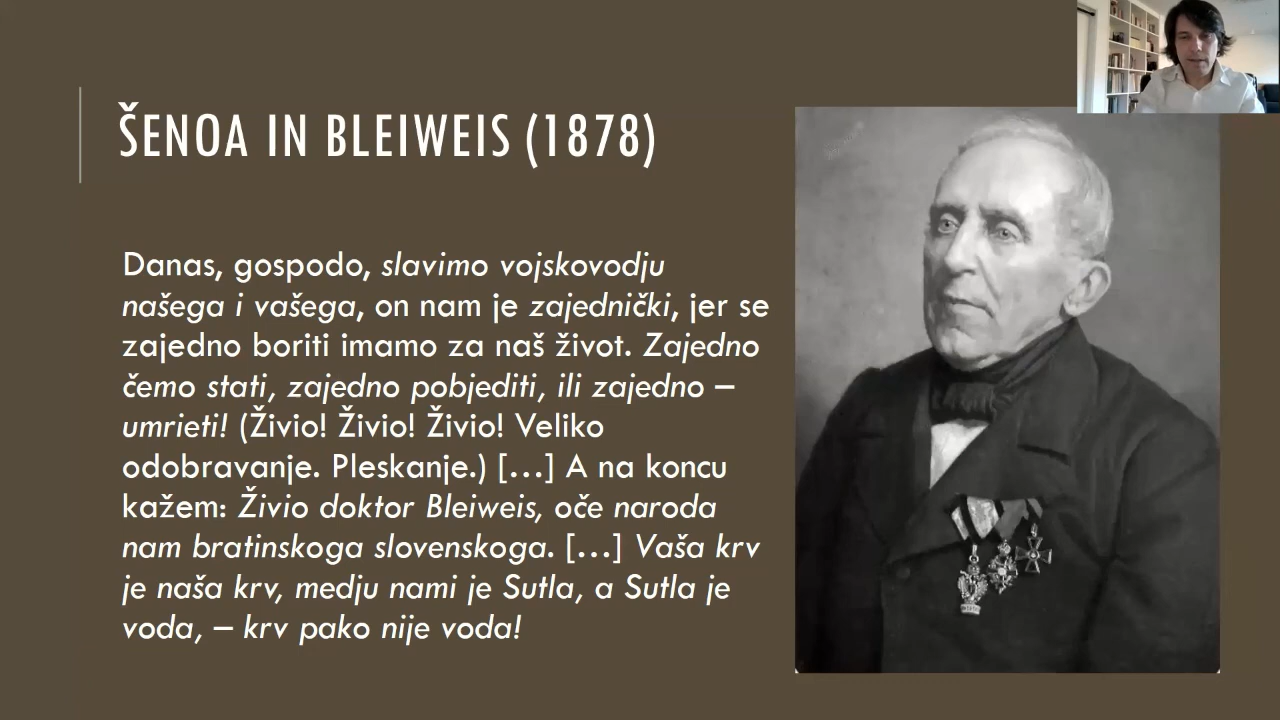 ŠENOA IN BLEIWEIS (1878)
Danas, gospodo, slavimo vojskovodju
našega i vašega, on nam je zajednički, jer se
zajedno boriti imamo za naš život. Zajedno
čemo stati, zajedno pobjediti, ili zajedno –
umrieti! (Živio! Živio! Živio! Veliko
odobravanje. Pleskanje.) […] A na koncu
kažem: Živio doktor Bleiweis, oče naroda
nam bratinskoga slovenskoga. […] Vaša krv
je naša krv, medju nami je Sutla, a Sutla je
voda, – krv pako nije voda!